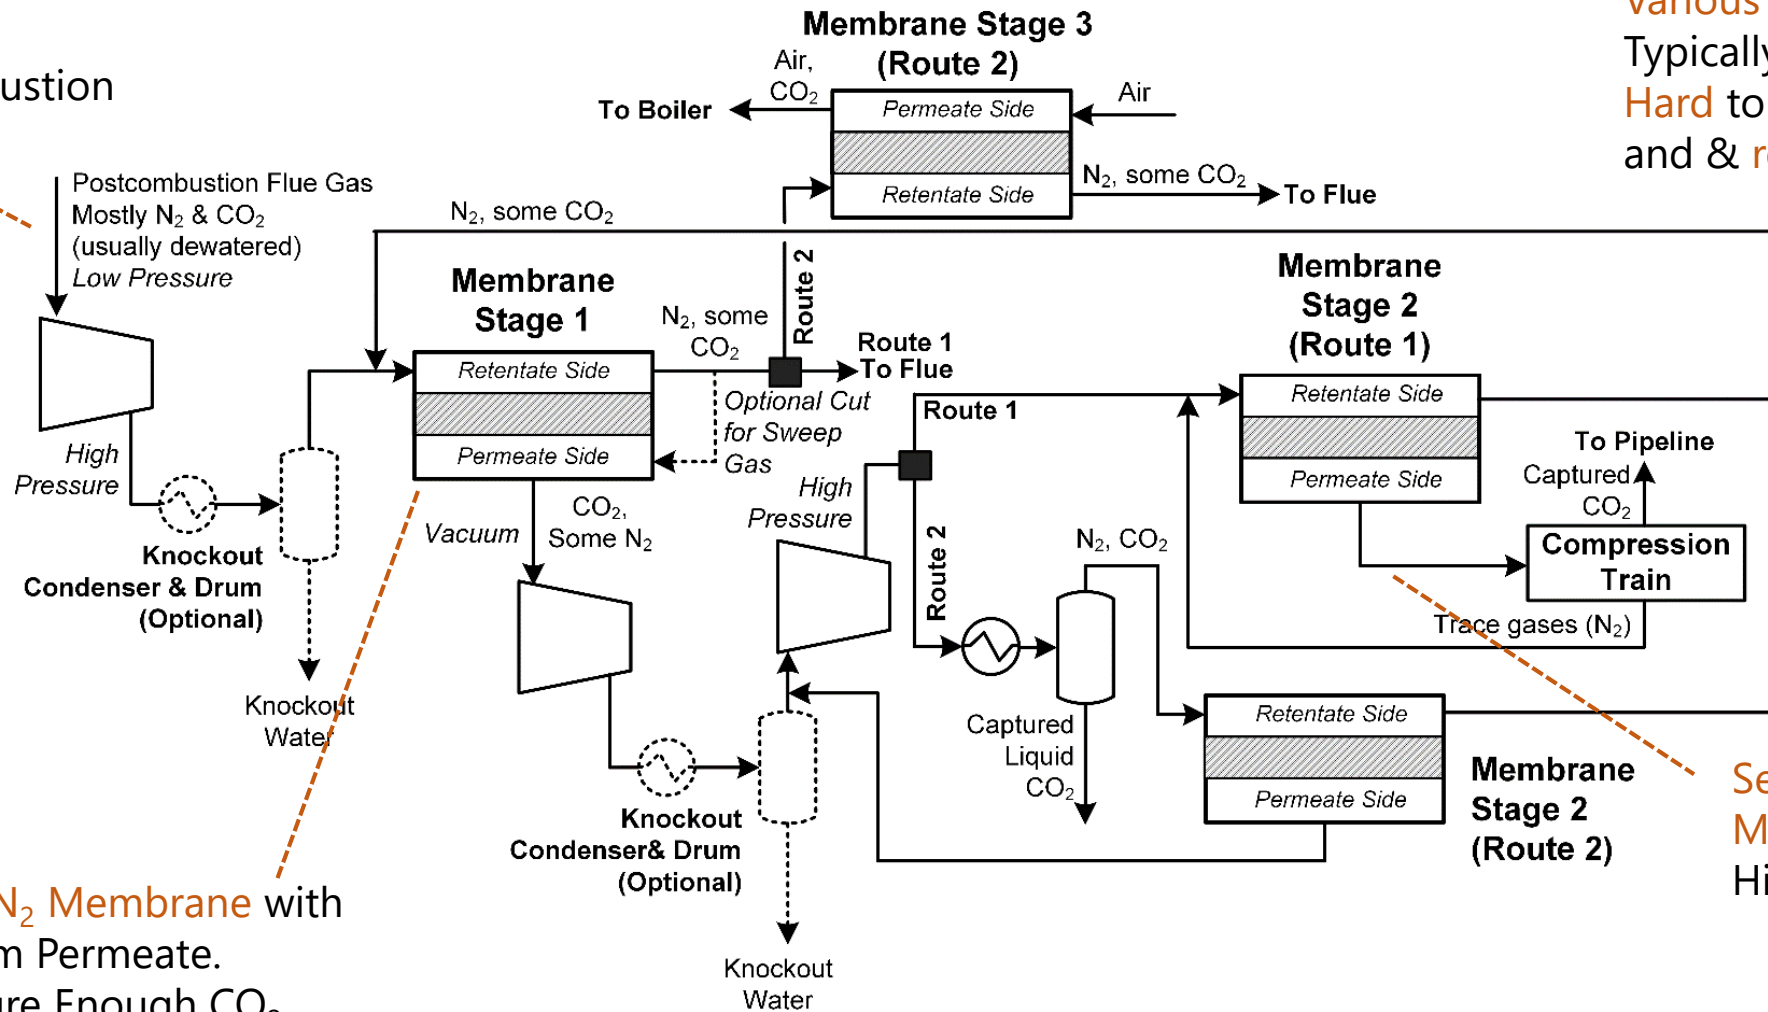 Membrane Stage 3
(Route 2)
Various
Typically
Hard to
and &
ustion
Air,
CO₂
To Boiler
Permeate Side
Air
Retentate Side
N₂, some CO₂
To Flue
Postcombustion Flue Gas
Mostly N₂ & CO₂
(usually dewatered)
Low Pressure
N₂, some CO₂
Route 2
Membrane
Stage 1
N₂, some
CO₂
Retentate Side
Permeate Side
Route 1
To Flue
Optional Cut
for Sweep
Gas
Membrane
Stage 2
(Route 1)
Retentate Side
Permeate Side
Route 1
High
Pressure
Knockout
Condenser & Drum
(Optional)
Knockout
Water
Vacuum
CO₂,
Some N₂
High
Pressure
Route 2
N₂, CO₂
To Pipeline
Captured
CO₂
Compression
Train
Trace gases (N₂)
Captured
Liquid
CO₂
Retentate Side
Permeate Side
Membrane
Stage 2
(Route 2)
Knockout
Condenser& Drum
(Optional)
Knockout
Water
N₂ Membrane with
m Permeate.
ure Enough CO₂
Se
M
Hi